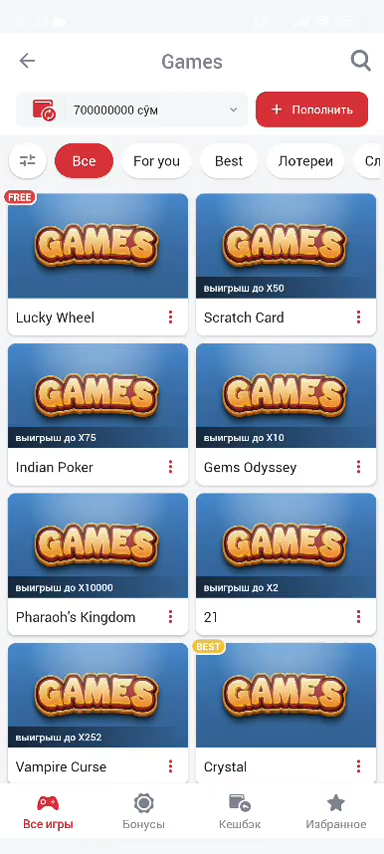 Games
700000000 сўм
Пополнить
Все
For you
Best
Лотереи
Сл
FREE
GAMES
GAMES
выигрыш до X50
Lucky Wheel
Scratch Card
GAMES
GAMES
выигрыш до X75
выигрыш до X10
Indian Poker
Gems Odyssey
GAMES
GAMES
выигрыш до X10000
выигрыш до X2
Pharaoh's Kingdom
21
BEST
GAMES
GAMES
выигрыш до X252
Vampire Curse
Crystal
Все игры
Бонусы
Кешбэк
Избранное